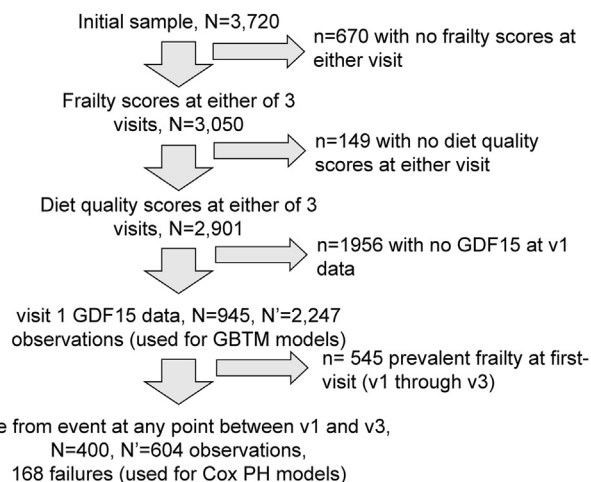 Initial sample, N=3,720
n=670 with no frailty scores at
either visit
Frailty scores at either of 3
visits, N=3,050
n=149 with no diet quality
scores at either visit
Diet quality scores at either of 3
visits, N=2,901
n=1956 with no GDF15 at v1
data
visit 1 GDF15 data, N=945, N’=2,247
observations (used for GBTM models)
n= 545 prevalent frailty at first-
visit (v1 through v3)
e from event at any point between v1 and v3,
N=400, N’=604 observations,
168 failures (used for Cox PH models)